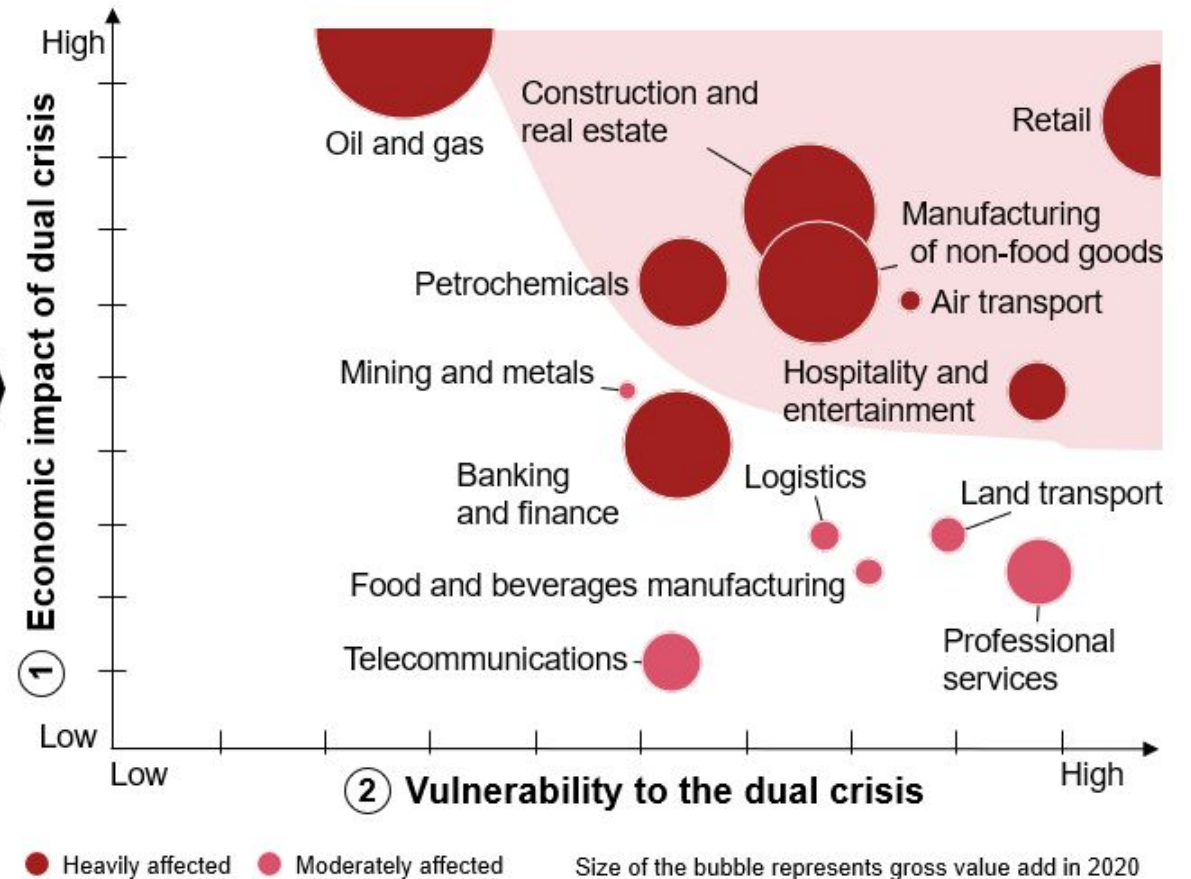 High
Construction and
real estate
Retail
Oil and gas
Manufacturing
of non-food goods
Petrochemicals
Air transport
Mining and metals
Hospitality and
entertainment
Banking
and finance
Logistics
Land transport
Food and beverages manufacturing
Professional
services
Telecommunications
1 Economic impact of dual crisis
Low
Low
High
2 Vulnerability to the dual crisis
Heavily affected
Moderately affected
Size of the bubble represents gross value add in 2020